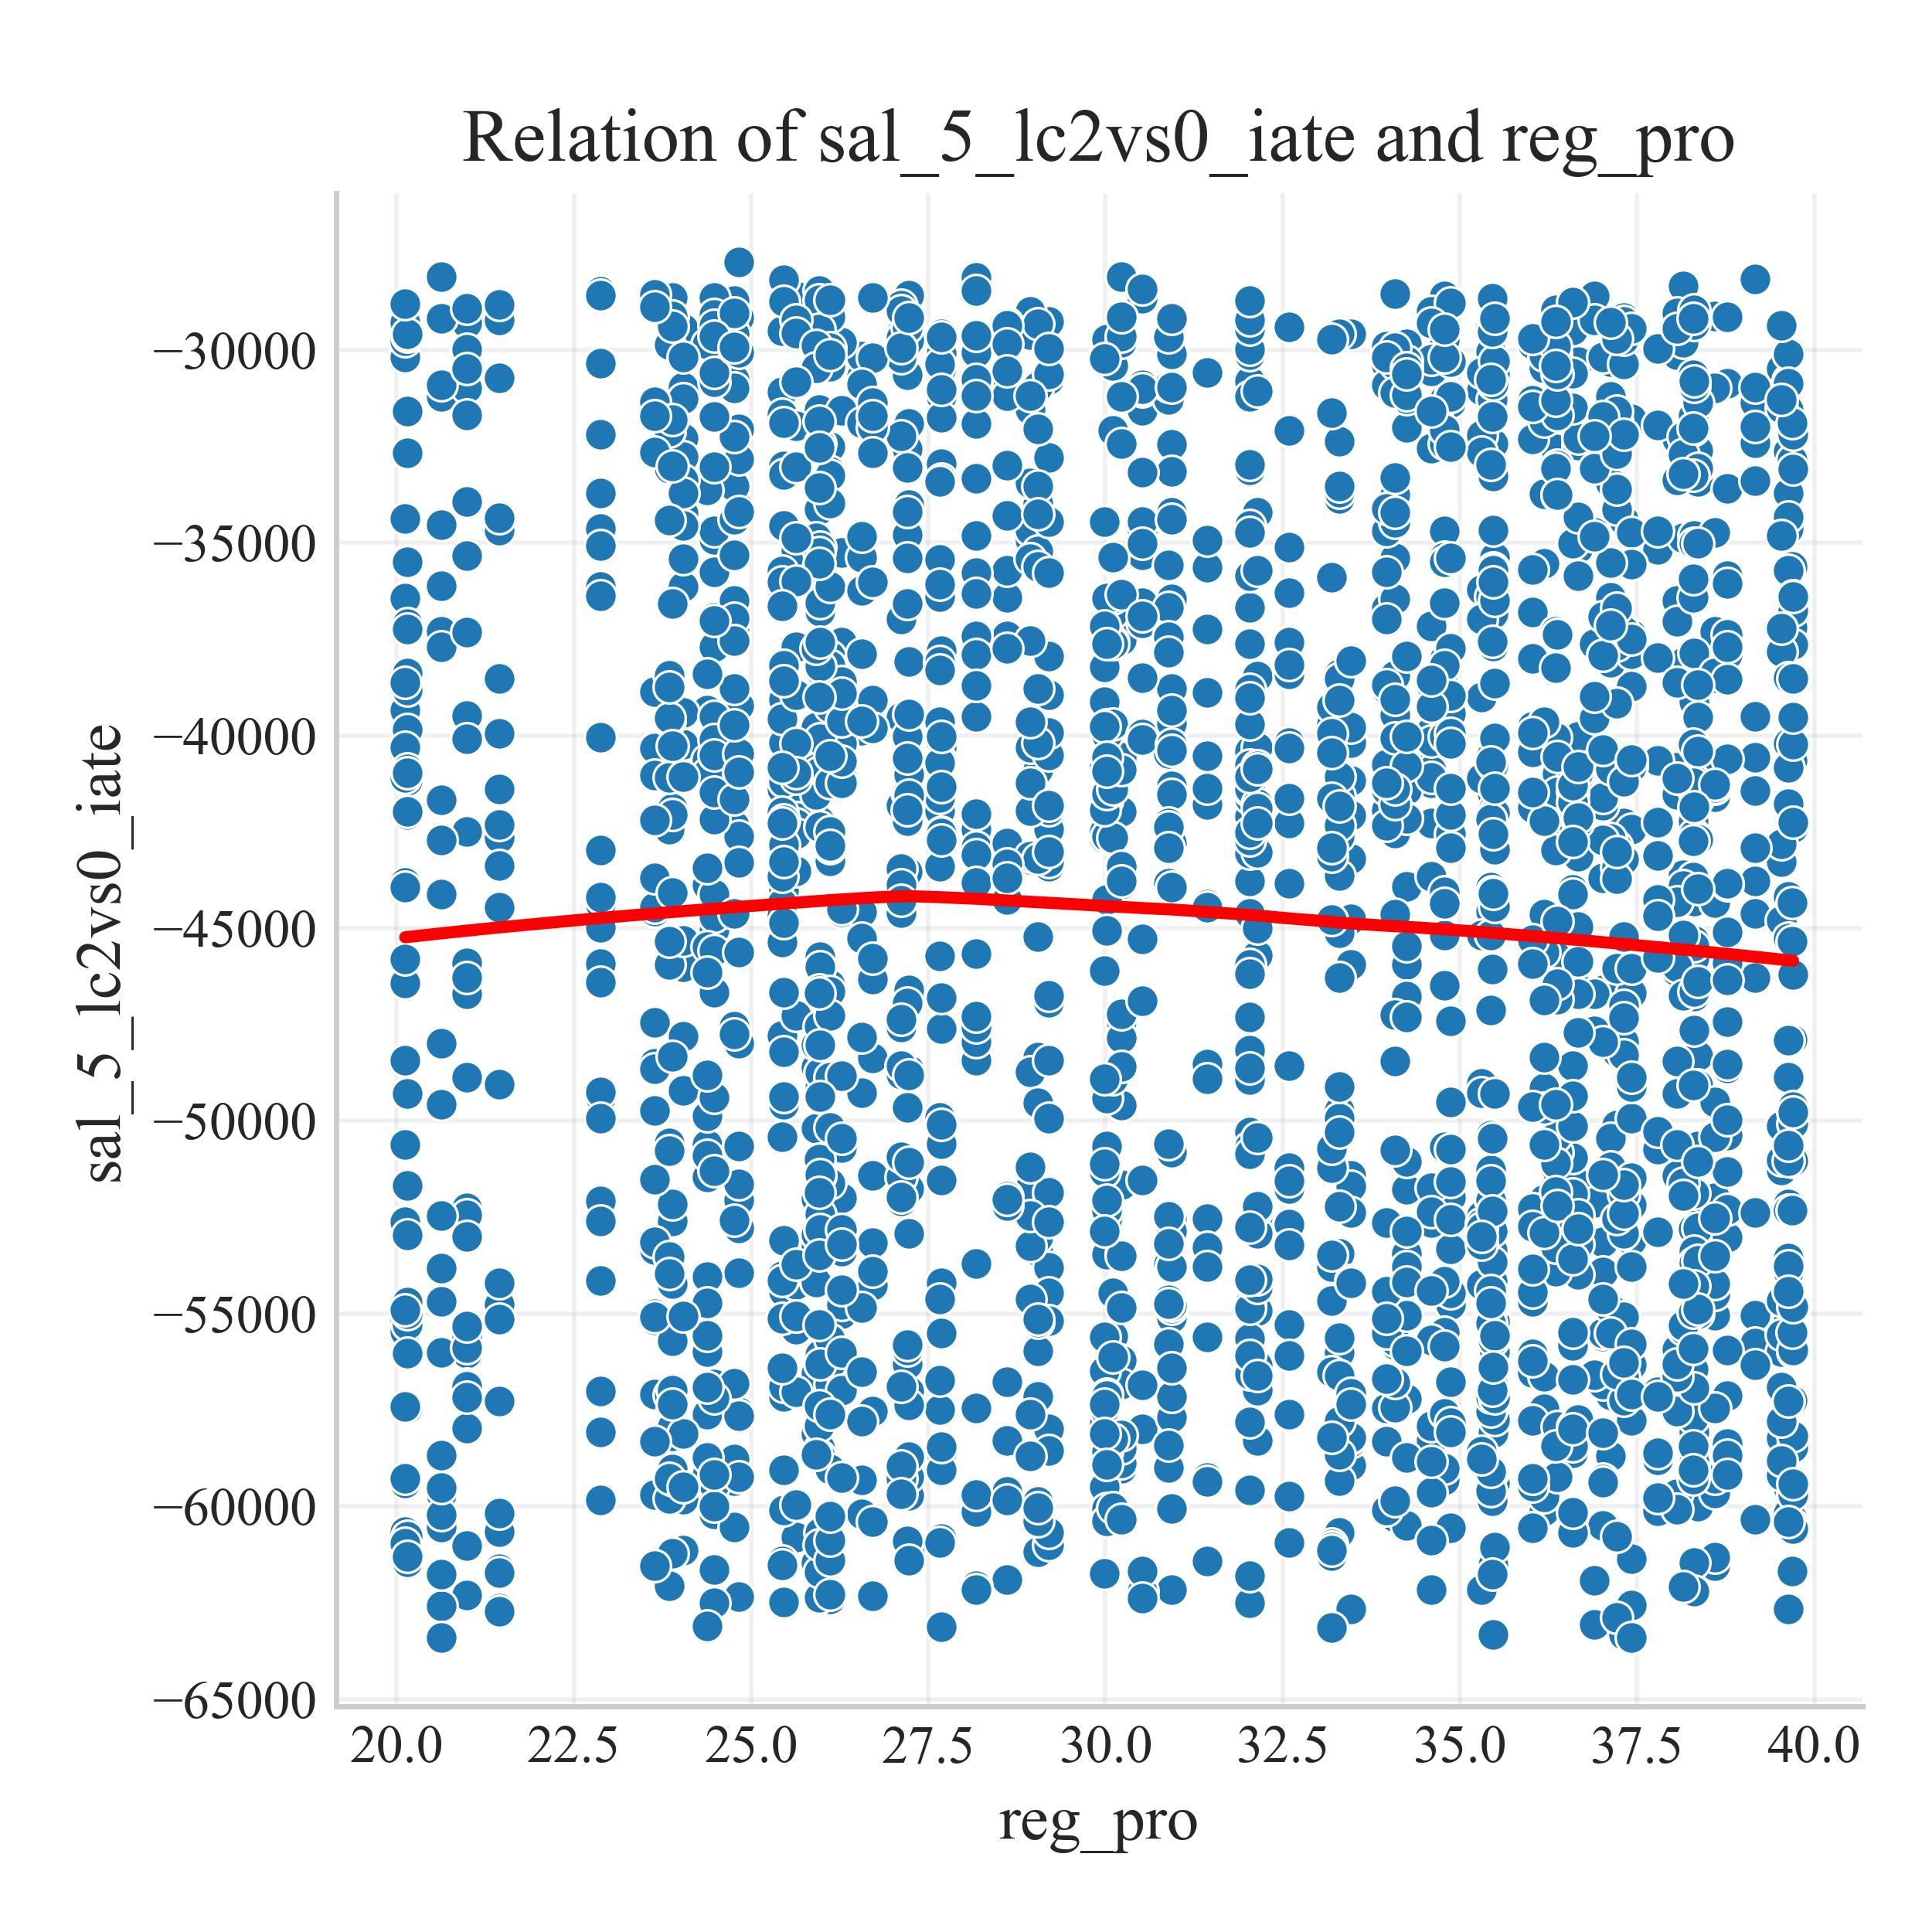 Relation of sal_5_lc2vs0_iate and reg_pro
sal_5_lc2vs0_iate
−30000
−35000
−40000
−45000
−50000
−55000
−60000
−65000
20.0 22.5 25.0 27.5 30.0 32.5 35.0 37.5 40.0
reg_pro